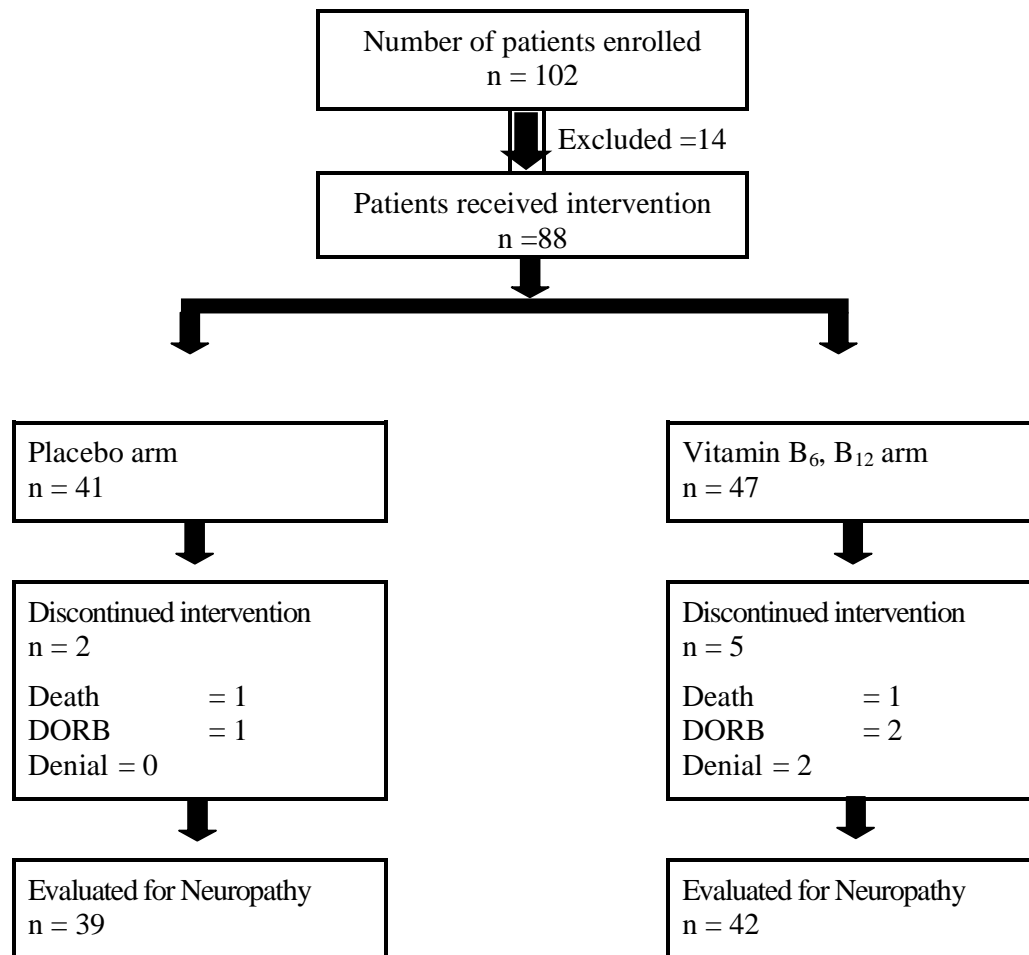 Number of patients enrolled
n = 102
Excluded =14
Patients received intervention
n =88
Placebo arm
n = 41
Discontinued intervention
n = 2
Death = 1
DORB = 1
Denial = 0
Evaluated for Neuropathy
n = 39
Vitamin B₆, B₁₂ arm
n = 47
Discontinued intervention
n = 5
Death = 1
DORB = 2
Denial = 2
Evaluated for Neuropathy
n = 42